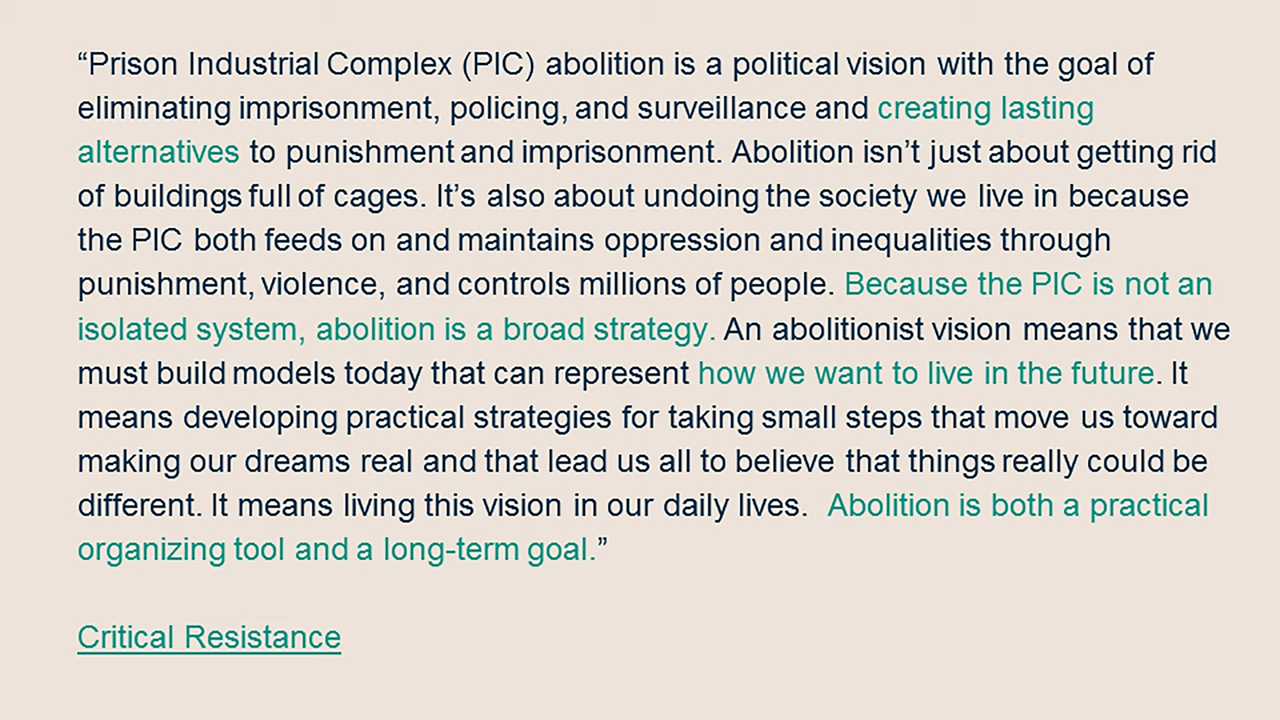 “Prison Industrial Complex (PIC) abolition is a political vision with the goal of
eliminating imprisonment, policing, and surveillance and creating lasting
alternatives to punishment and imprisonment. Abolition isn’t just about getting rid
of buildings full of cages. It’s also about undoing the society we live in because
the PIC both feeds on and maintains oppression and inequalities through
punishment, violence, and controls millions of people. Because the PIC is not an
isolated system, abolition is a broad strategy. An abolitionist vision means that we
must build models today that can represent how we want to live in the future. It
means developing practical strategies for taking small steps that move us toward
making our dreams real and that lead us all to believe that things really could be
different. It means living this vision in our daily lives. Abolition is both a practical
organizing tool and a long-term goal.”
Critical Resistance